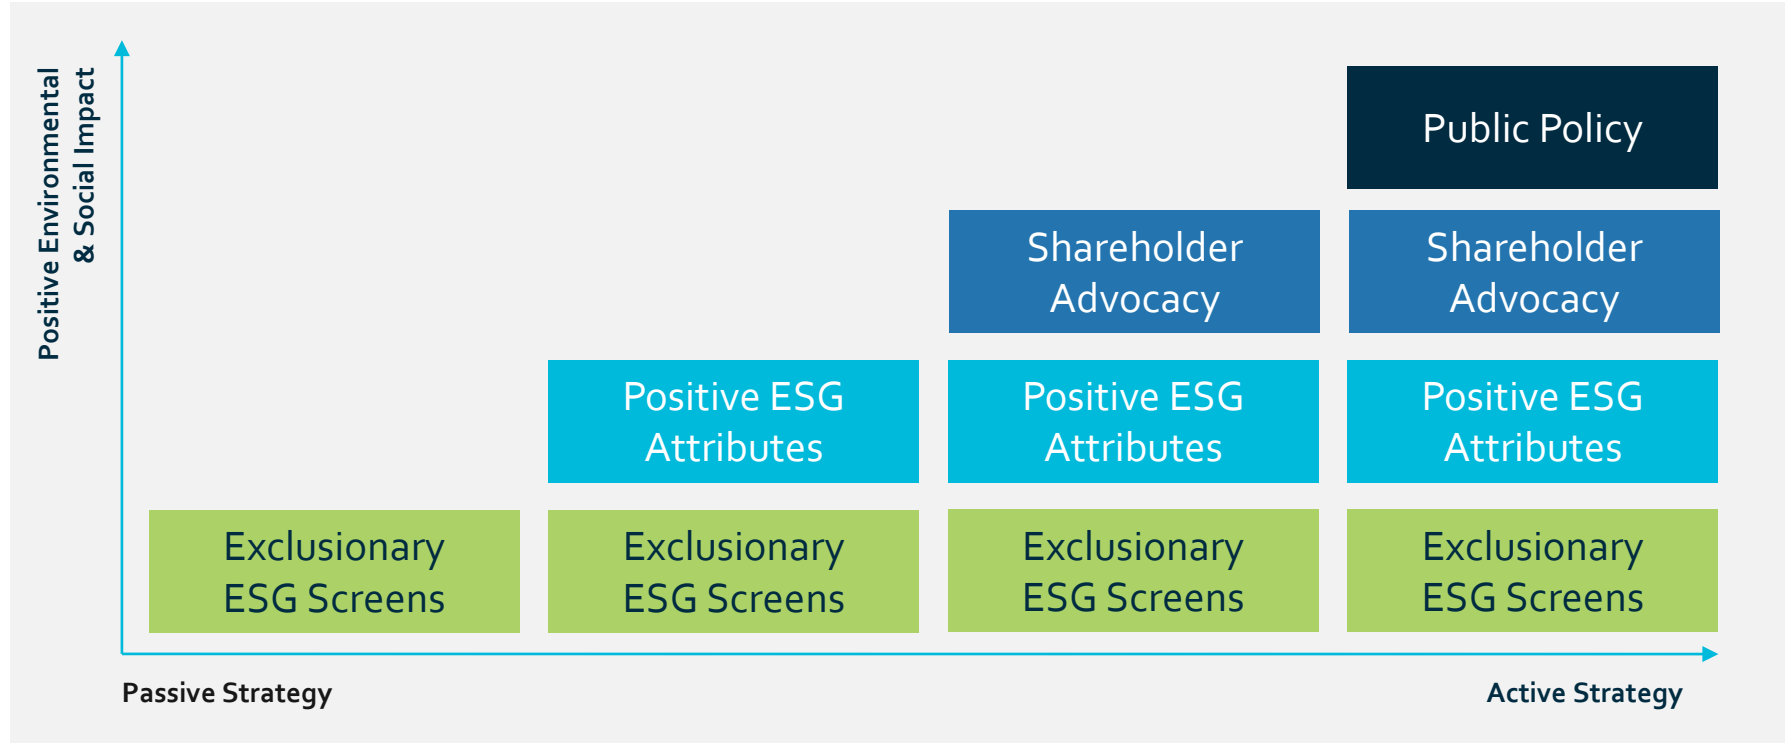 Positive Environmental
& Social Impact
Public Policy
Shareholder
Advocacy
Shareholder
Advocacy
Positive ESG
Attributes
Positive ESG
Attributes
Positive ESG
Attributes
Exclusionary
ESG Screens
Exclusionary
ESG Screens
Exclusionary
ESG Screens
Exclusionary
ESG Screens
Passive Strategy
Active Strategy